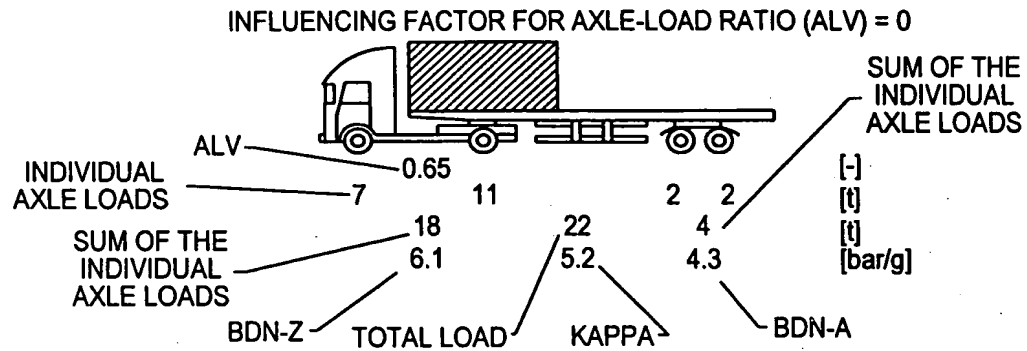 INFLUENCING FACTOR FOR AXLE-LOAD RATIO (ALV) = 0
SUM OF THE
INDIVIDUAL
AXLE LOADS
ALV
0.65
[-]
INDIVIDUAL
AXLE LOADS
7 11 2 2 [t]
SUM OF THE
INDIVIDUAL
AXLE LOADS
18 22 4 [t]
6.1 5.2 4.3 [bar/g]
BDN-Z
TOTAL LOAD
KAPPA
BDN-A